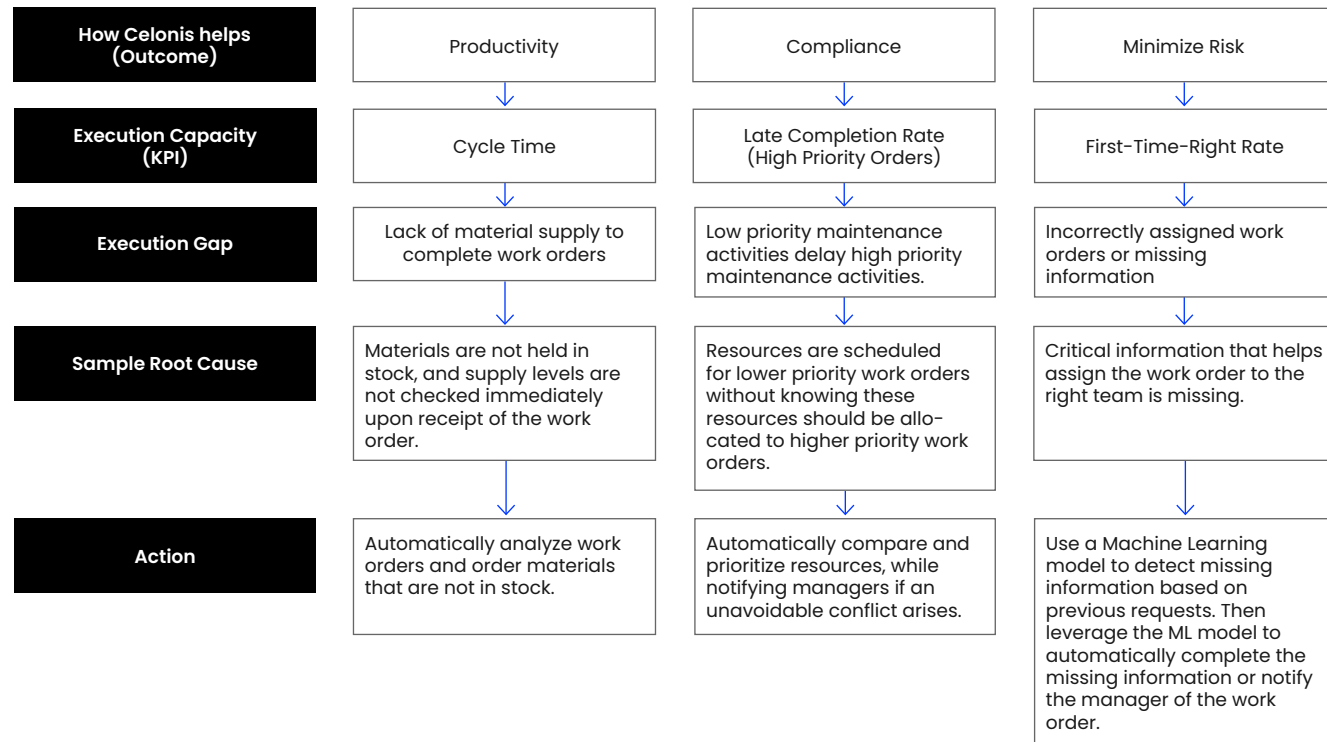 How Celonis helps
(Outcome)
Productivity
Compliance
Minimize Risk
Execution Capacity
(KPI)
Cycle Time
Late Completion Rate
(High Priority Orders)
First-Time-Right Rate
Execution Gap
Lack of material supply to
complete work orders
Low priority maintenance
activities delay high priority
maintenance activities.
Incorrectly assigned work
orders or missing
information
Sample Root Cause
Materials are not held in
stock, and supply levels are
not checked immediately
upon receipt of the work
order.
Resources are scheduled
for lower priority work orders
without knowing these
resources should be allo-
cated to higher priority work
orders.
Critical information that helps
assign the work order to the
right team is missing.
Action
Automatically analyze work
orders and order materials
that are not in stock.
Automatically compare and
prioritize resources, while
notifying managers if an
unavoidable conflict arises.
Use a Machine Learning
model to detect missing
information based on
previous requests. Then
leverage the ML model to
automatically complete the
missing information or notify
the manager of the work
order.